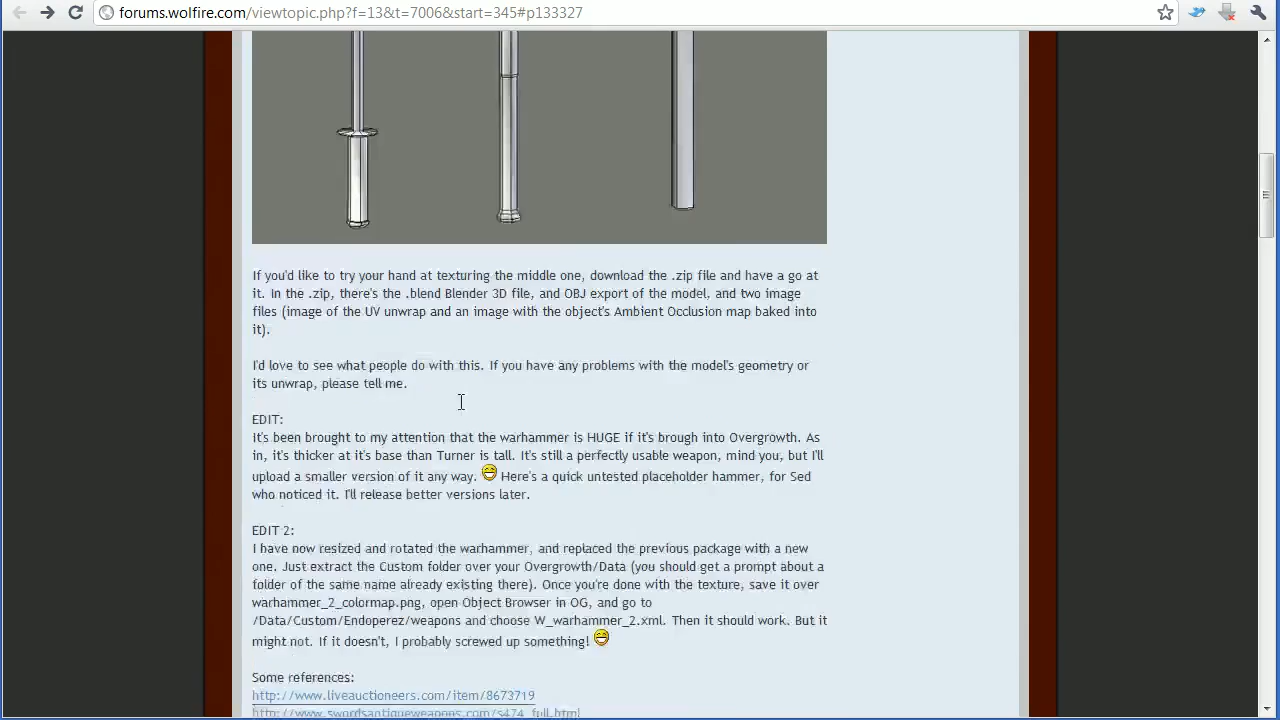 forums.wolfire.com/viewtopic.php?f=13&t=7006&start=345#p133327
If you'd like to try your hand at texturing the middle one, download the .zip file and have a go at
it. In the .zip, there's the .blend Blender 3D file, and OBJ export of the model, and two image
files (image of the UV unwrap and an image with the object's Ambient Occlusion map baked into
it).
I'd love to see what people do with this. If you have any problems with the model's geometry or
its unwrap, please tell me.
EDIT:
It's been brought to my attention that the warhammer is HUGE if it's brough into Overgrowth. As
in, it's thicker at it's base than Turner is tall. It's still a perfectly usable weapon, mind you, but I'll
upload a smaller version of it any way. Here's a quick untested placeholder hammer, for Sed
who noticed it. I'll release better versions later.
EDIT 2:
I have now resized and rotated the warhammer, and replaced the previous package with a new
one. Just extract the Custom folder over your Overgrowth/Data (you should get a prompt about a
folder of the same name already existing there). Once you're done with the texture, save it over
warhammer_2_colormap.png, open Object Browser in OG, and go to
/Data/Custom/Endoperez/weapons and choose W_warhammer_2.xml. Then it should work. But it
might not. If it doesn't, I probably screwed up something!
Some references:
http://www.liveauctioneers.com/item/8673719
http://www.swordsantiqueweapons.com/s474_full.html